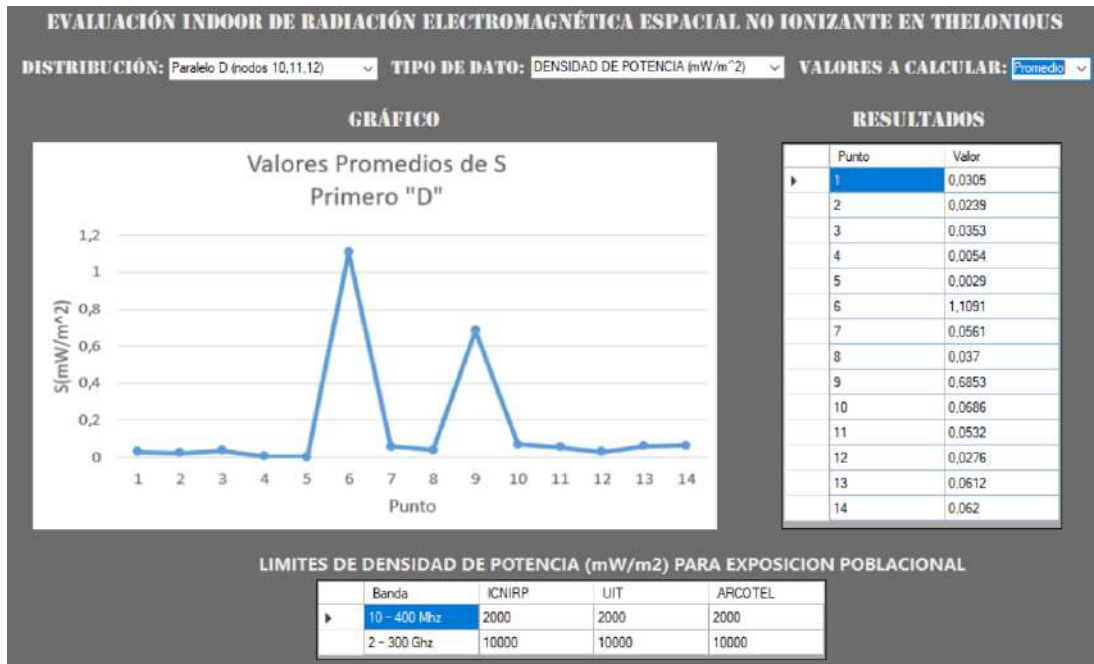 EVALUACIÓN INDOOR DE RADIACIÓN ELECTROMAGNÉTICA ESPACIAL NO IONIZANTE EN THELONIOUS
DISTRIBUCIÓN: Paralelo D (nodos 10,11,12) TIPO DE DATO: DENSIDAD DE POTENCIA (mW/m^2) VALORES A CALCULAR: Promedio
GRÁFICO
Valores Promedios de S
Primero "D"
1,2
1
0,8
0,6
0,4
0,2
0
S(mW/m^2)
1 2 3 4 5 6 7 8 9 10 11 12 13 14
Punto
RESULTADOS
Punto Valor
1 0,0305
2 0,0239
3 0,0353
4 0,0054
5 0,0029
6 1,1091
7 0,0561
8 0,037
9 0,6853
10 0,0686
11 0,0532
12 0,0276
13 0,0612
14 0,062
LIMITES DE DENSIDAD DE POTENCIA (mW/m2) PARA EXPOSICION POBLACIONAL
Banda ICNIRP UIT ARCOTEL
10 – 400 Mhz 2000 2000 2000
2 – 300 Ghz 10000 10000 10000